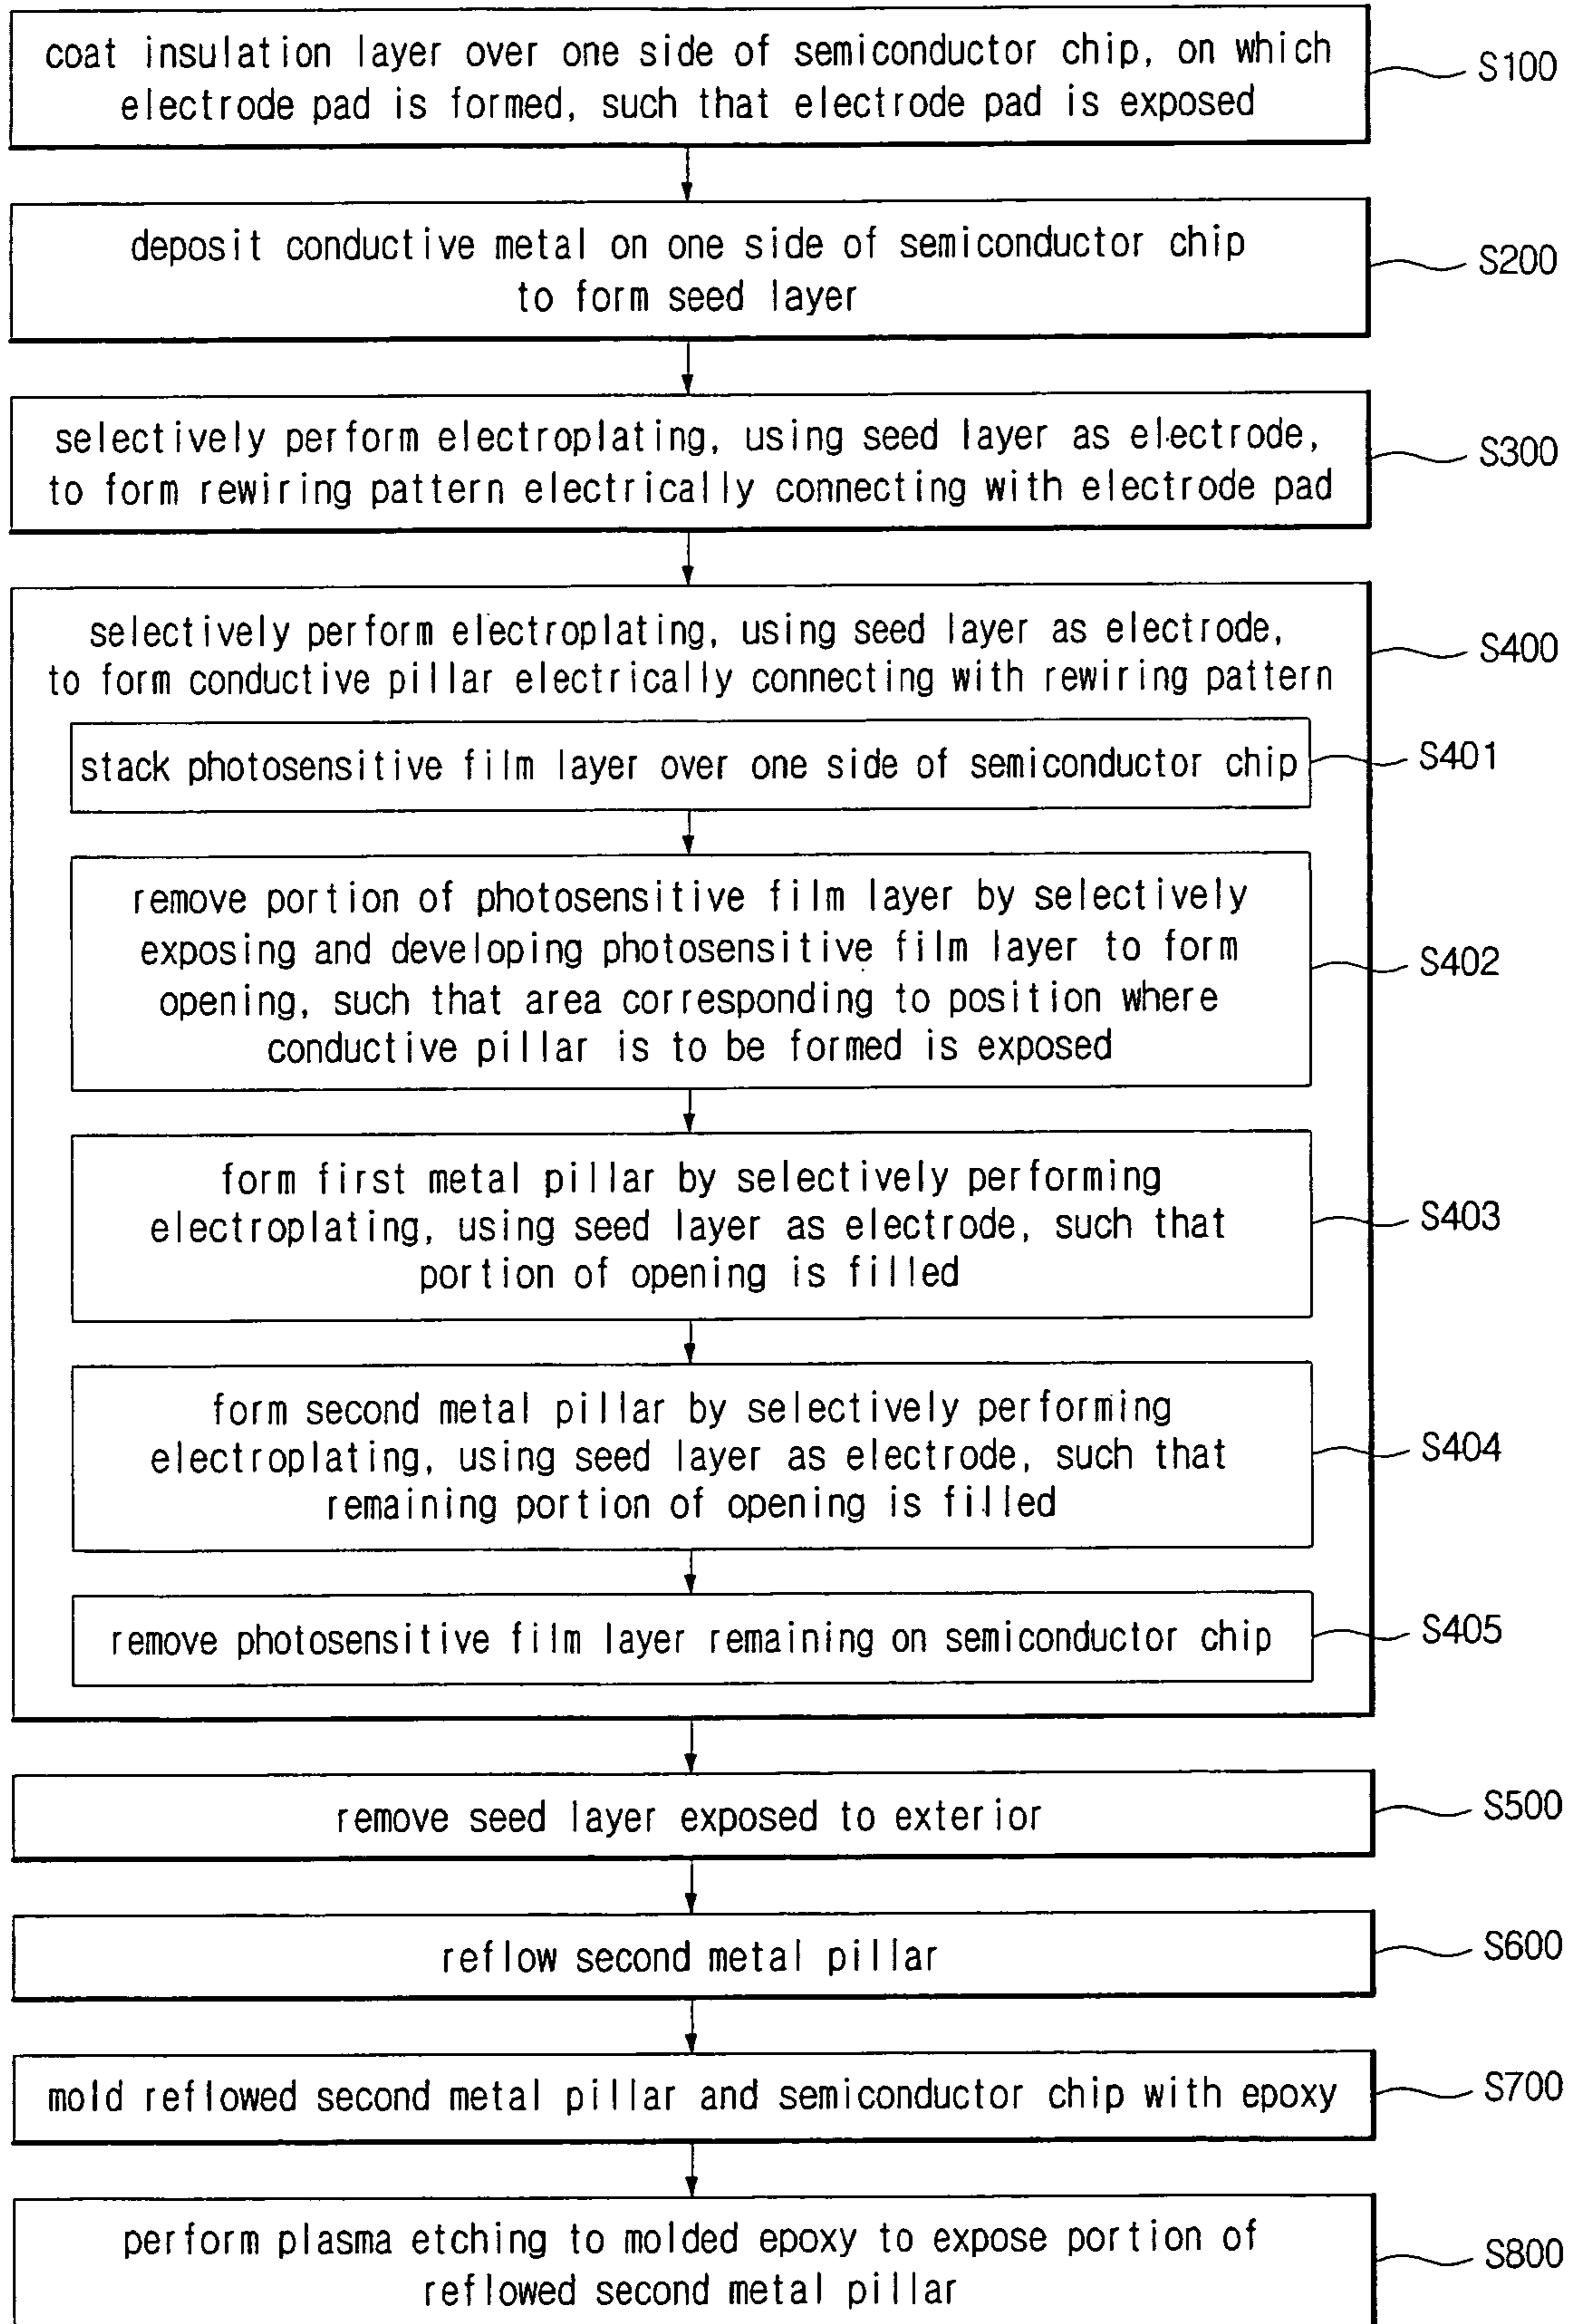 coat insulation layer over one side of semiconductor chip, on which
electrode pad is formed, such that electrode pad is exposed
S100
deposit conductive metal on one side of semiconductor chip
to form seed layer
S200
selectively perform electroplating, using seed layer as electrode,
to form rewiring pattern electrically connecting with electrode pad
S300
selectively perform electroplating, using seed layer as electrode,
to form conductive pillar electrically connecting with rewiring pattern
S400
stack photosensitive film layer over one side of semiconductor chip
S401
remove portion of photosensitive film layer by selectively
exposing and developing photosensitive film layer to form
opening, such that area corresponding to position where
conductive pillar is to be formed is exposed
S402
form first metal pillar by selectively performing
electroplating, using seed layer as electrode, such that
portion of opening is filled
S403
form second metal pillar by selectively performing
electroplating, using seed layer as electrode, such that
remaining portion of opening is filled
S404
remove photosensitive film layer remaining on semiconductor chip
S405
remove seed layer exposed to exterior
S500
reflow second metal pillar
S600
mold reflowed second metal pillar and semiconductor chip with epoxy
S700
perform plasma etching to molded epoxy to expose portion of
reflowed second metal pillar
S800